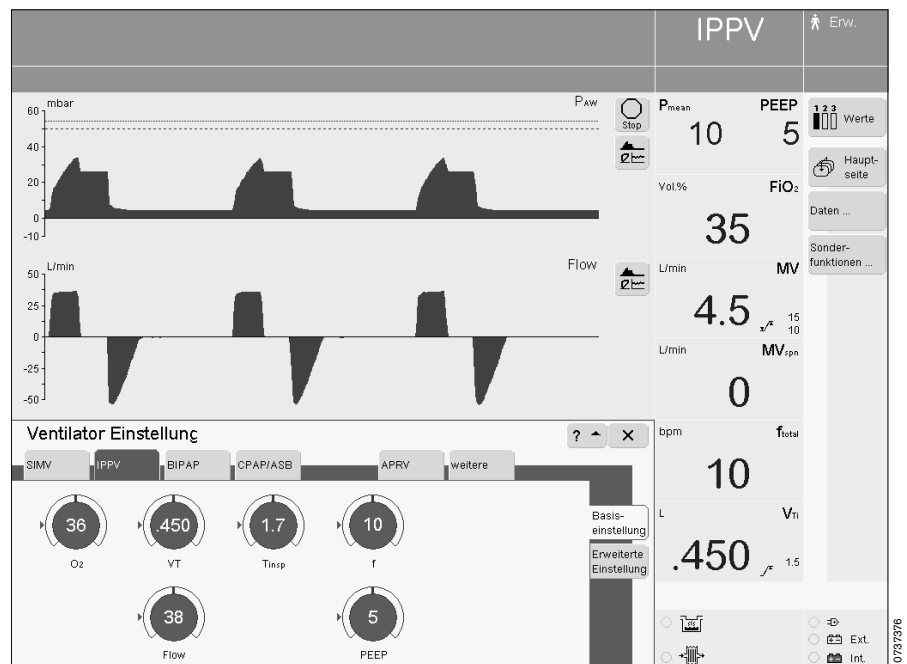 IPPV
Erw.
mbar
PAW
60
40
20
0
-10
Stop
L/min
Flow
50
25
0
-25
-50
Pmean PEEP
10 5
Vol.% FiO2
35
L/min MV
4.5 15
10
L/min MVspn
0
bpm ftotal
10
L VTi
.450 1.5
1 2 3
Werte
Haupt-
seite
Daten ...
Sonder-
funktionen ...
Ventilator Einstellung
?
SIMV IPPV BIPAP CPAP/ASB APRV weitere
36 .450 1.7 10
O2 VT Tinsp f
38 5
Flow PEEP
Basis-
einstellung
Erweiterte
Einstellung
Ext.
Int.
0737376